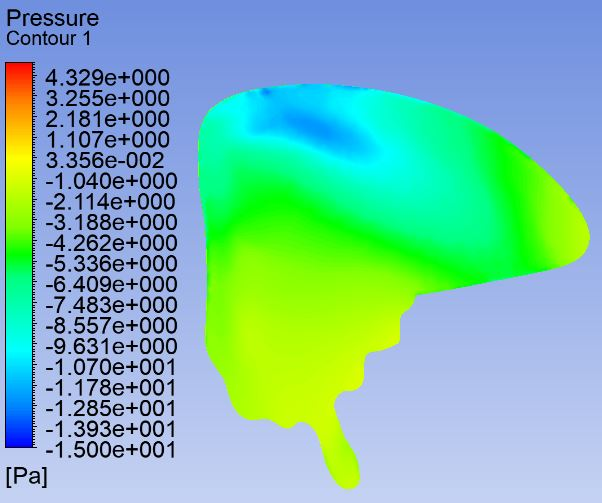 Pressure
Contour 1
4.329e+000
3.255e+000
2.181e+000
1.107e+000
3.356e-002
-1.040e+000
-2.114e+000
-3.188e+000
-4.262e+000
-5.336e+000
-6.409e+000
-7.483e+000
-8.557e+000
-9.631e+000
-1.070e+001
-1.178e+001
-1.285e+001
-1.393e+001
-1.500e+001
[Pa]